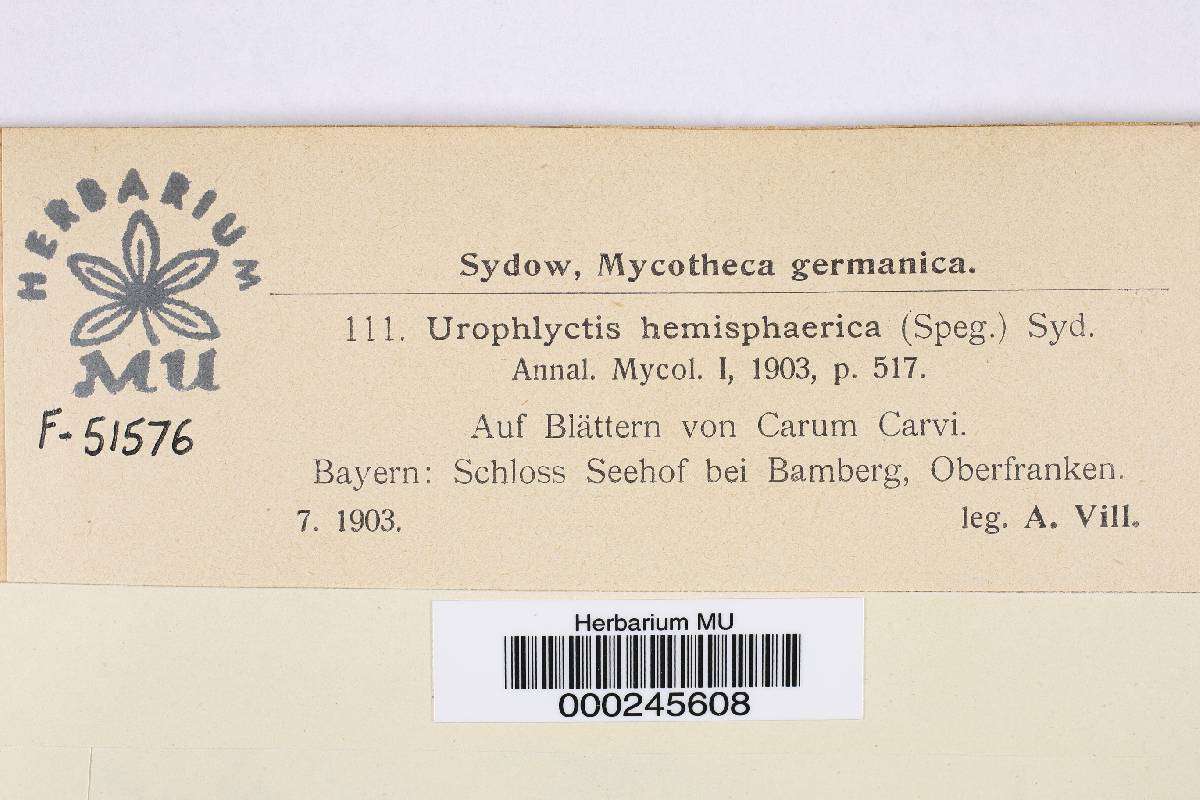 HERBARIUM
MU
F-51576
Sydow, Mycotheca germanica.
111. Urophlyctis hemisphaerica (Speg.) Syd.
Annal. Mycol. I, 1903, p. 517.
Auf Blättern von Carum Carvi.
Bayern: Schloss Seehof bei Bamberg, Oberfranken.
7. 1903. leg. A. Vill.
Herbarium MU
000245608